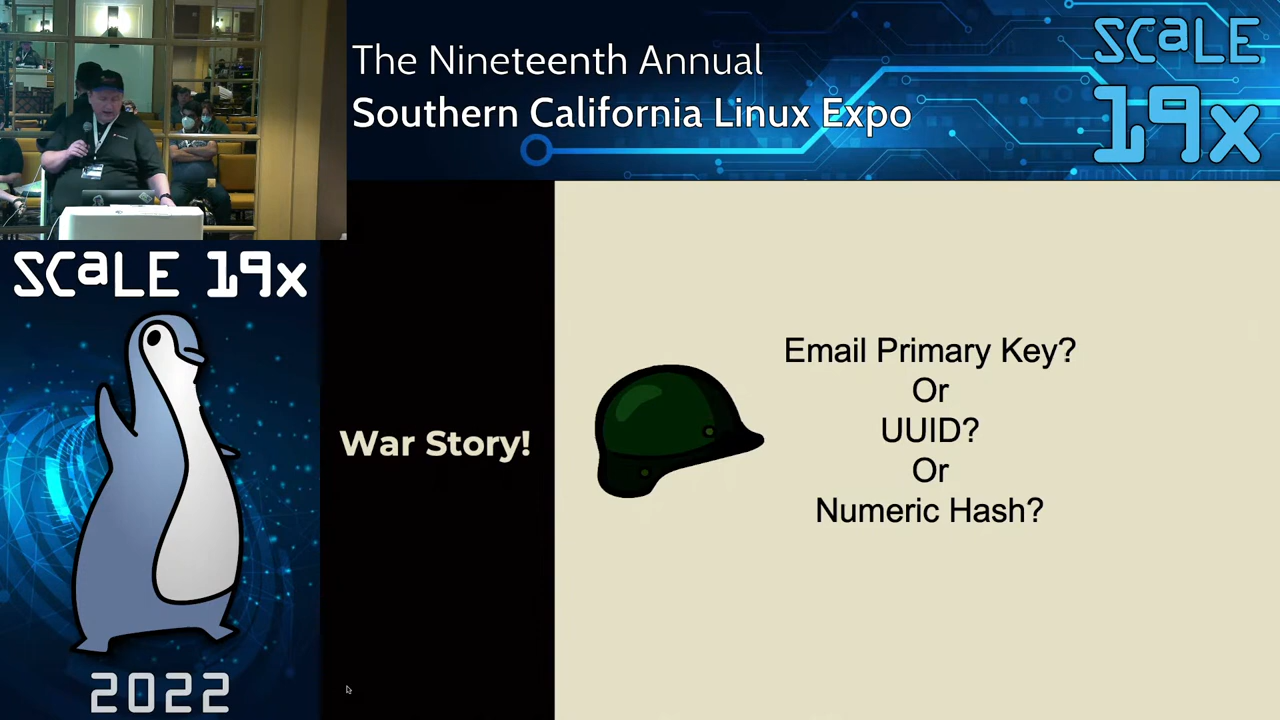 The Nineteenth Annual
Southern California Linux Expo
SCaLE
19x
SCaLE 19x
2022
War Story!
Email Primary Key?
Or
UUID?
Or
Numeric Hash?